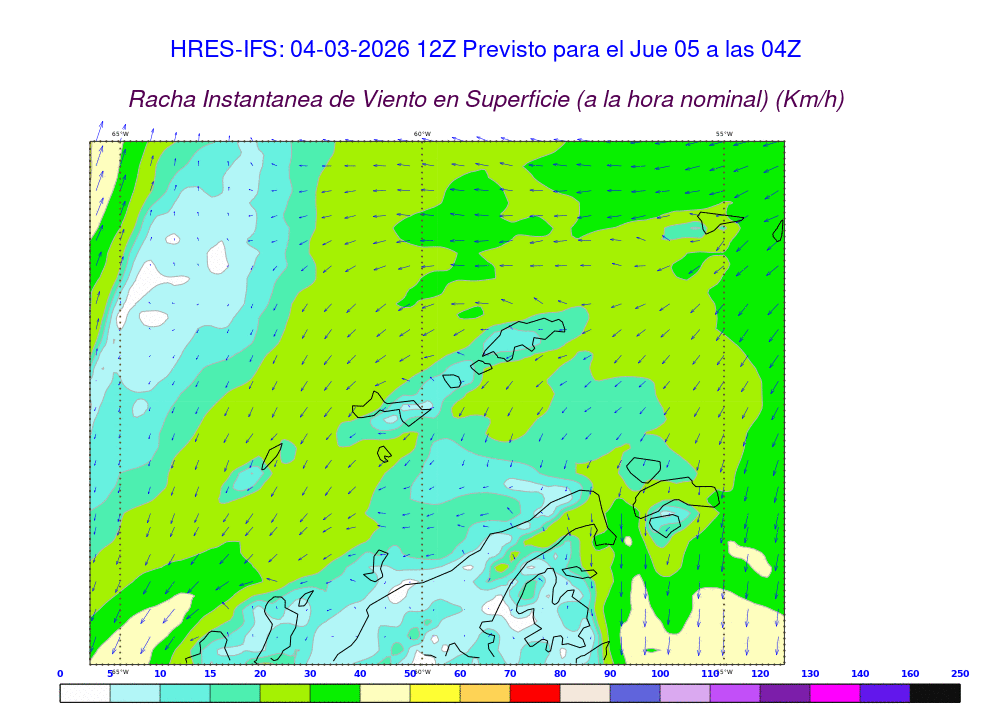 HRES-IFS: 04-03-2026 12Z Previsto para el Jue 05 a las 04Z
Racha Instantanea de Viento en Superficie (a la hora nominal) (Km/h)
65°W 60°W 55°W
0 5 10 15 20 25 30 35 40 50 60 70 80 90 100 110 120 130 140 160 250